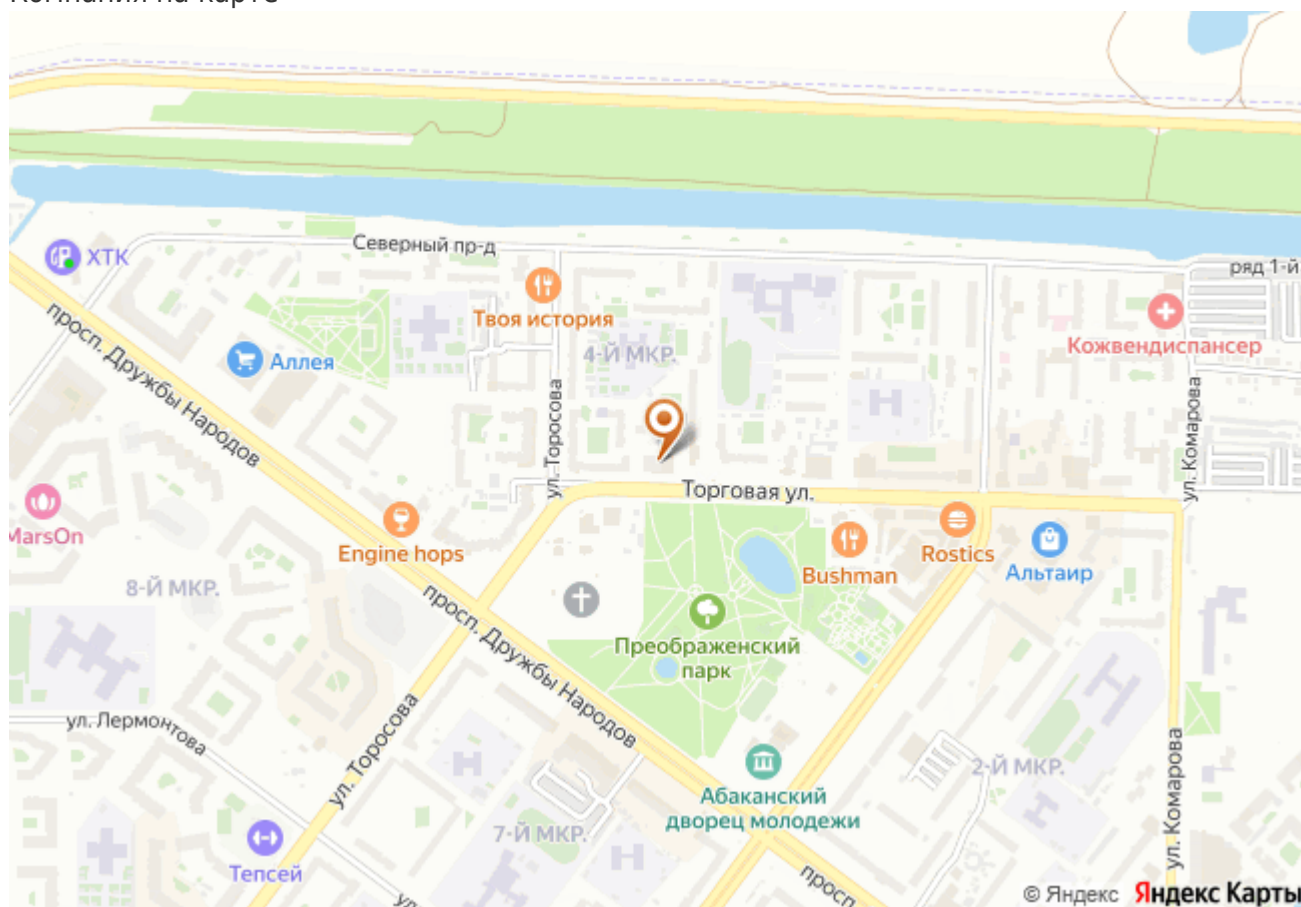 Компания на карте
Северный пр-д
ряд 1-й
ХТК
Твоя история
4-Й МКР.
Кожвендиспансер
Аллея
просп. Дружбы Народов
ул. Торосова
ул. Комарова
Торговая ул.
MarsOn
Engine hops
Bushman
Rostics
Альтаир
8-Й МКР.
просп. Дружбы Народов
Преображенский
парк
ул. Лермонтова
ул. Торосова
2-Й МКР.
ул. Комарова
Абаканский
дворец молодежи
7-Й МКР.
Тепсей
просп.
ул.
© Яндекс Яндекс Карты